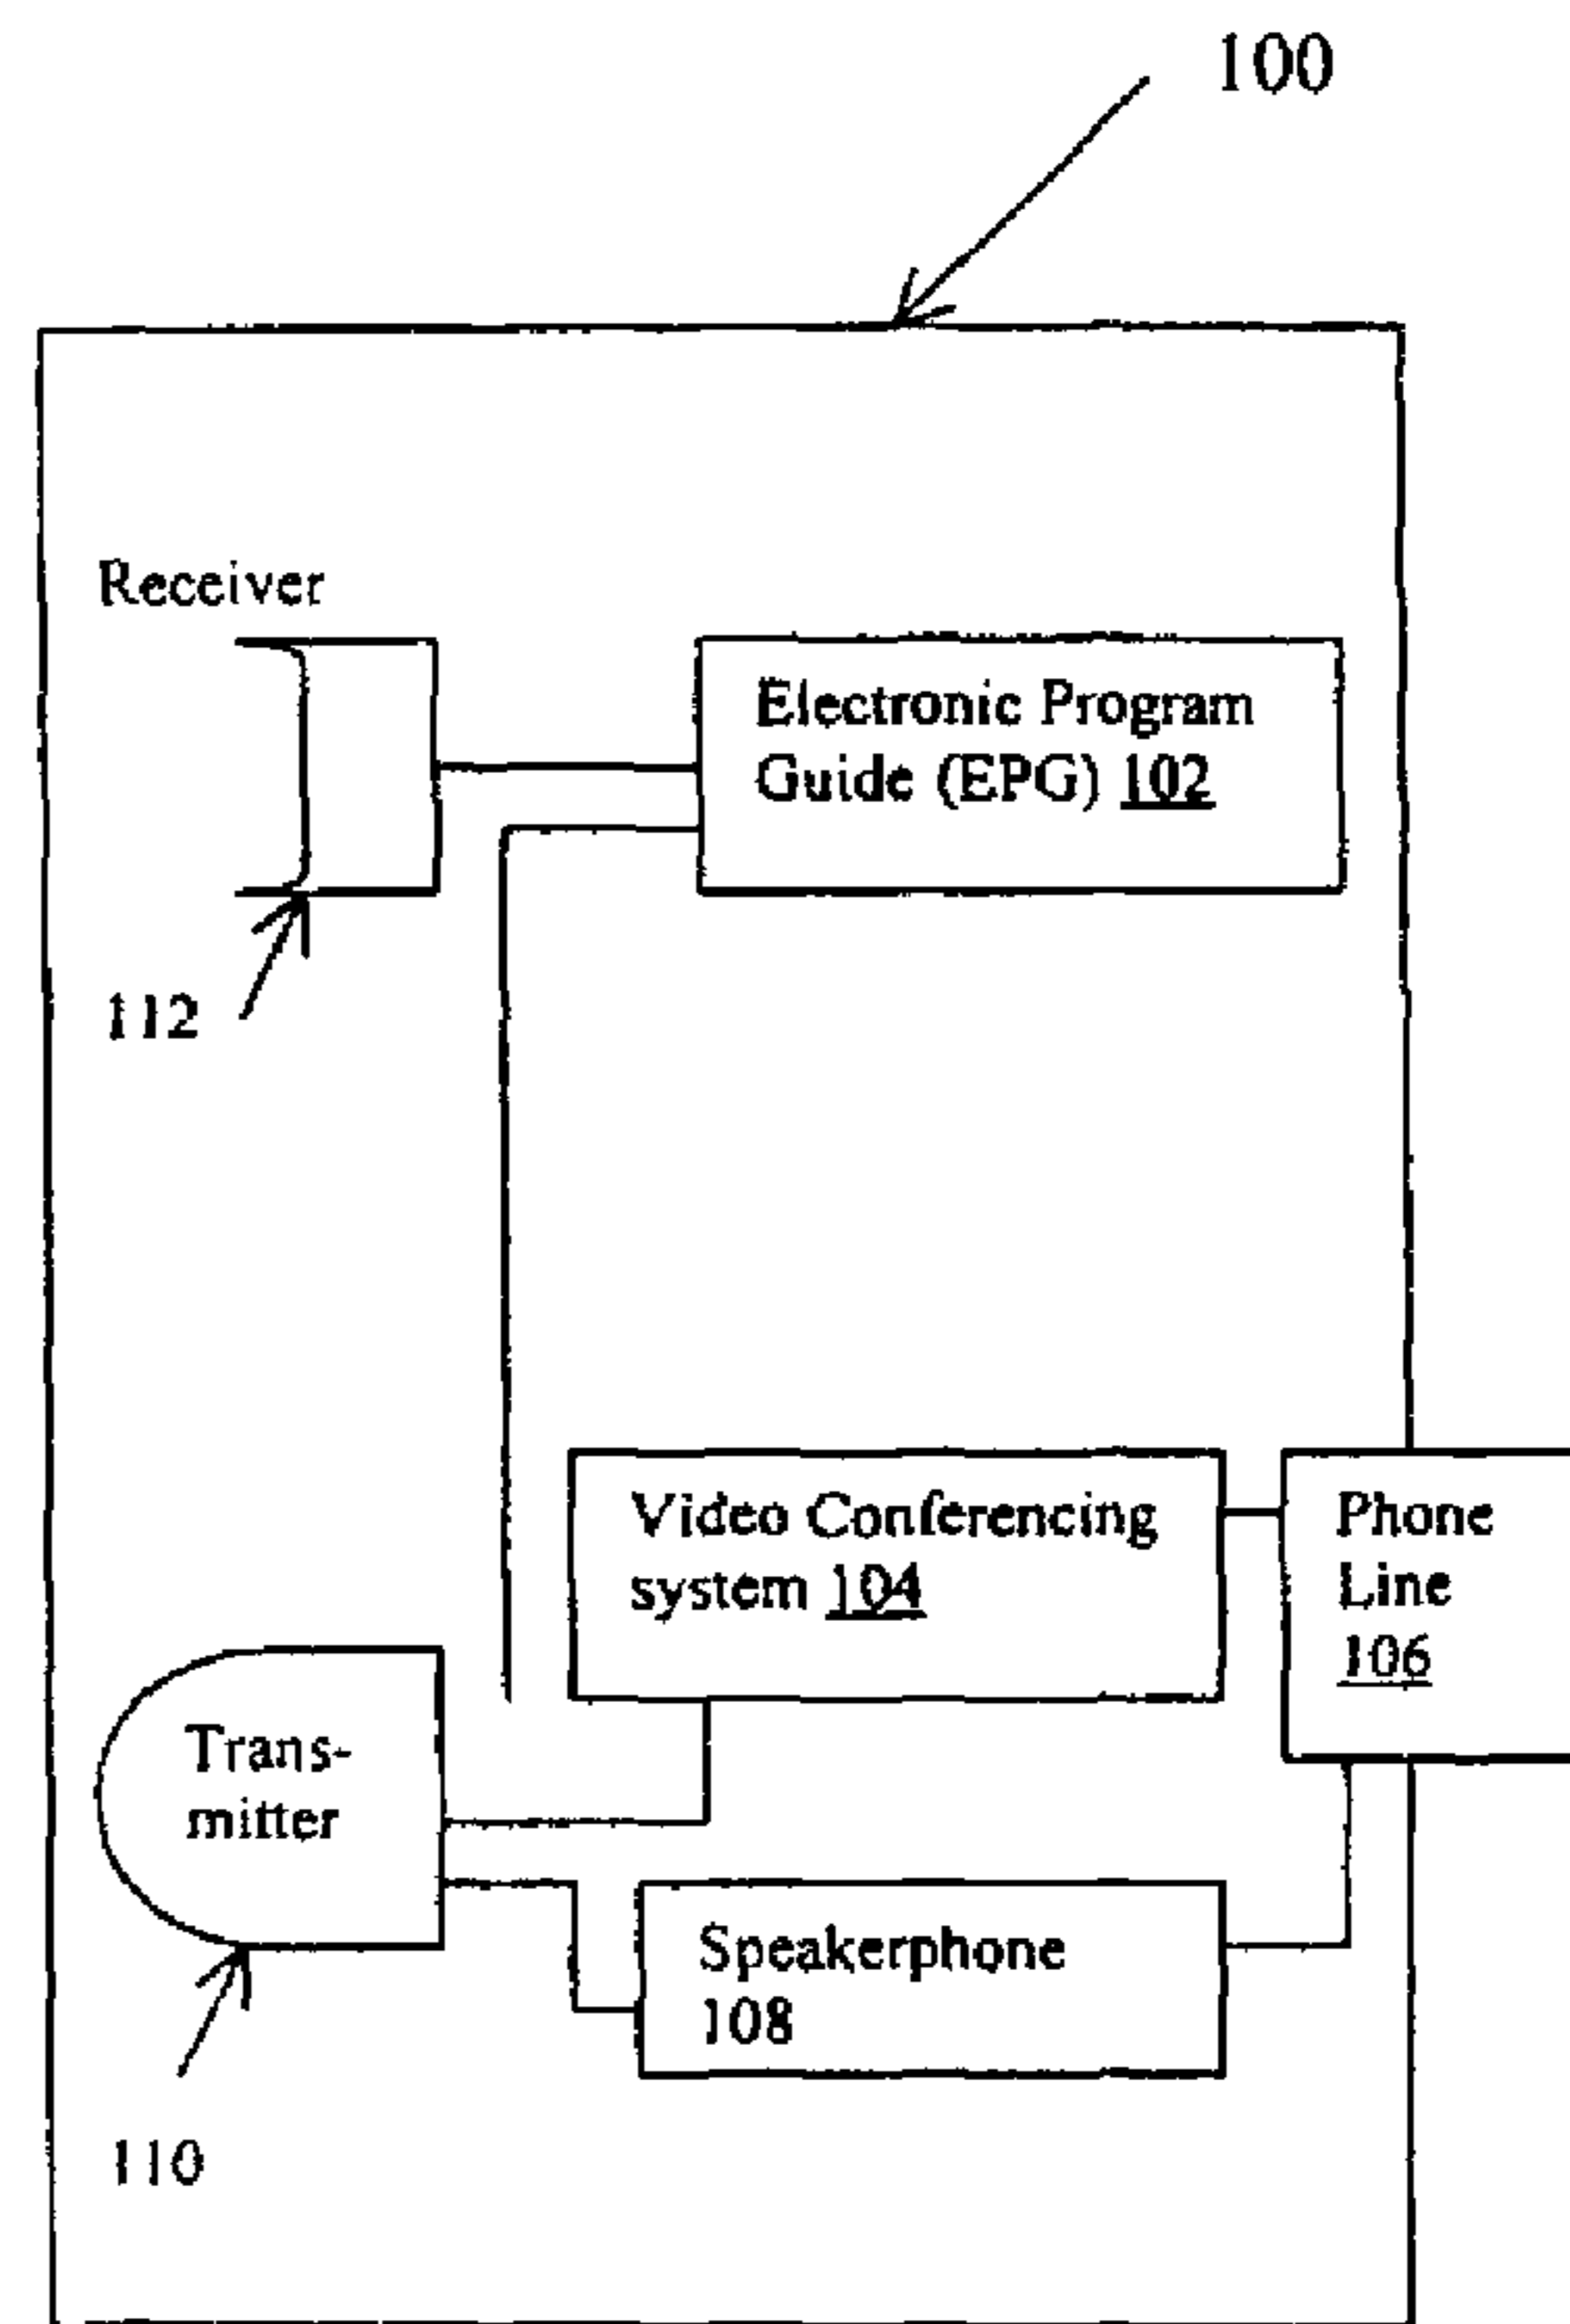 100
Receiver
Electronic Program
Guide (EPG) 102
112
Video Conferencing
system 104
Phone
Line
106
Trans-
mitter
Speakerphone
108
110